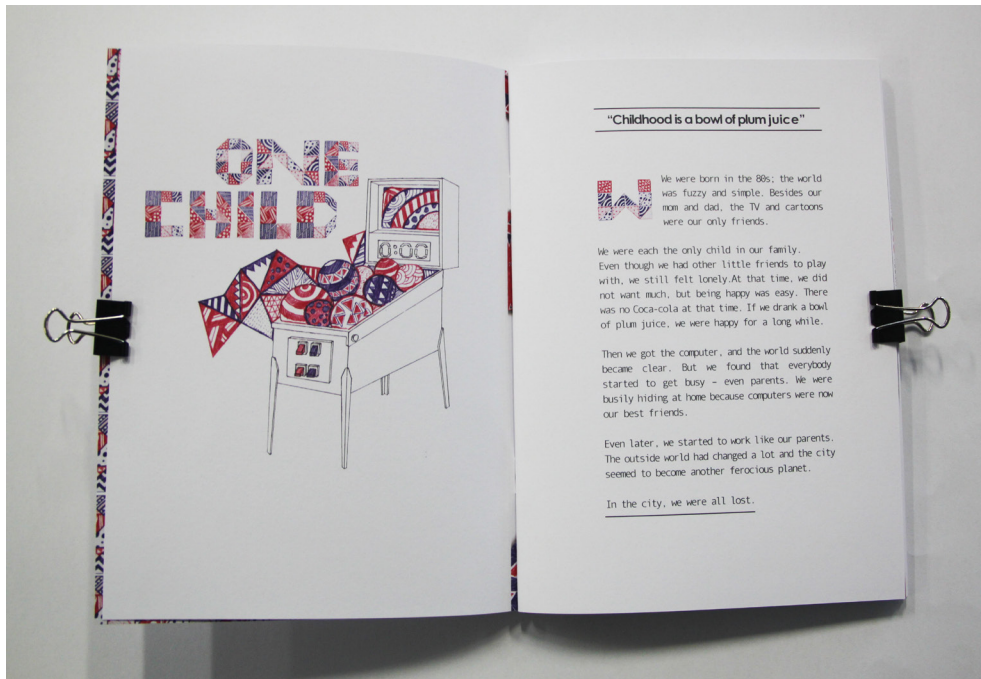 ONE
CHILD
0:00
“Childhood is a bowl of plum juice”
W
We were born in the 80s; the world
was fuzzy and simple. Besides our
mom and dad, the TV and cartoons
were our only friends.
We were each the only child in our family.
Even though we had other little friends to play
with, we still felt lonely.At that time, we did
not want much, but being happy was easy. There
was no Coca-cola at that time. If we drank a bowl
of plum juice, we were happy for a long while.
Then we got the computer, and the world suddenly
became clear. But we found that everybody
started to get busy – even parents. We were
busily hiding at home because computers were now
our best friends.
Even later, we started to work like our parents.
The outside world had changed a lot and the city
seemed to become another ferocious planet.
In the city, we were all lost.